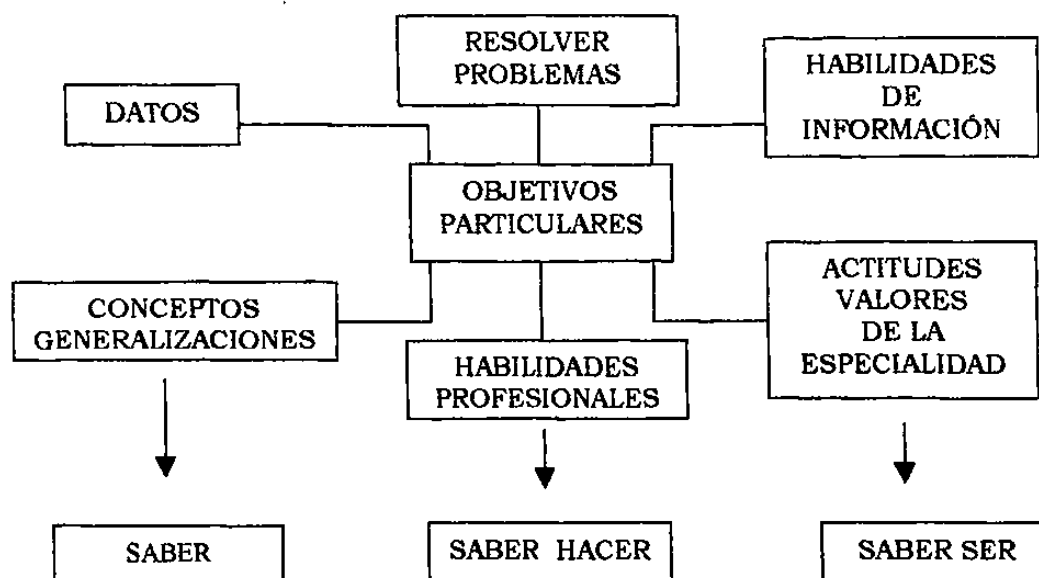 RESOLVER
PROBLEMAS
HABILIDADES
DE
INFORMACIÓN
DATOS
OBJETIVOS
PARTICULARES
CONCEPTOS
GENERALIZACIONES
HABILIDADES
PROFESIONALES
ACTITUDES
VALORES
DE LA
ESPECIALIDAD
SABER
SABER HACER
SABER SER